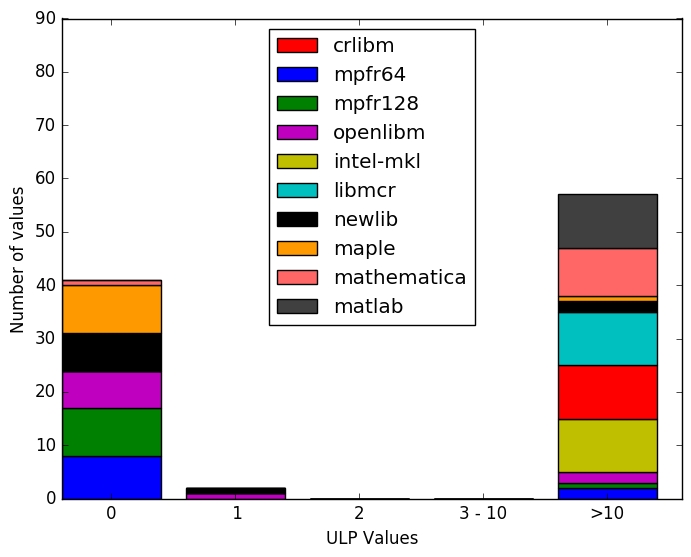 90
80
70
60
50
40
30
20
10
0
Number of values
crlibm
mpfr64
mpfr128
openlibm
intel-mkl
libmcr
newlib
maple
mathematica
matlab
0 1 2 3 - 10 >10
ULP Values